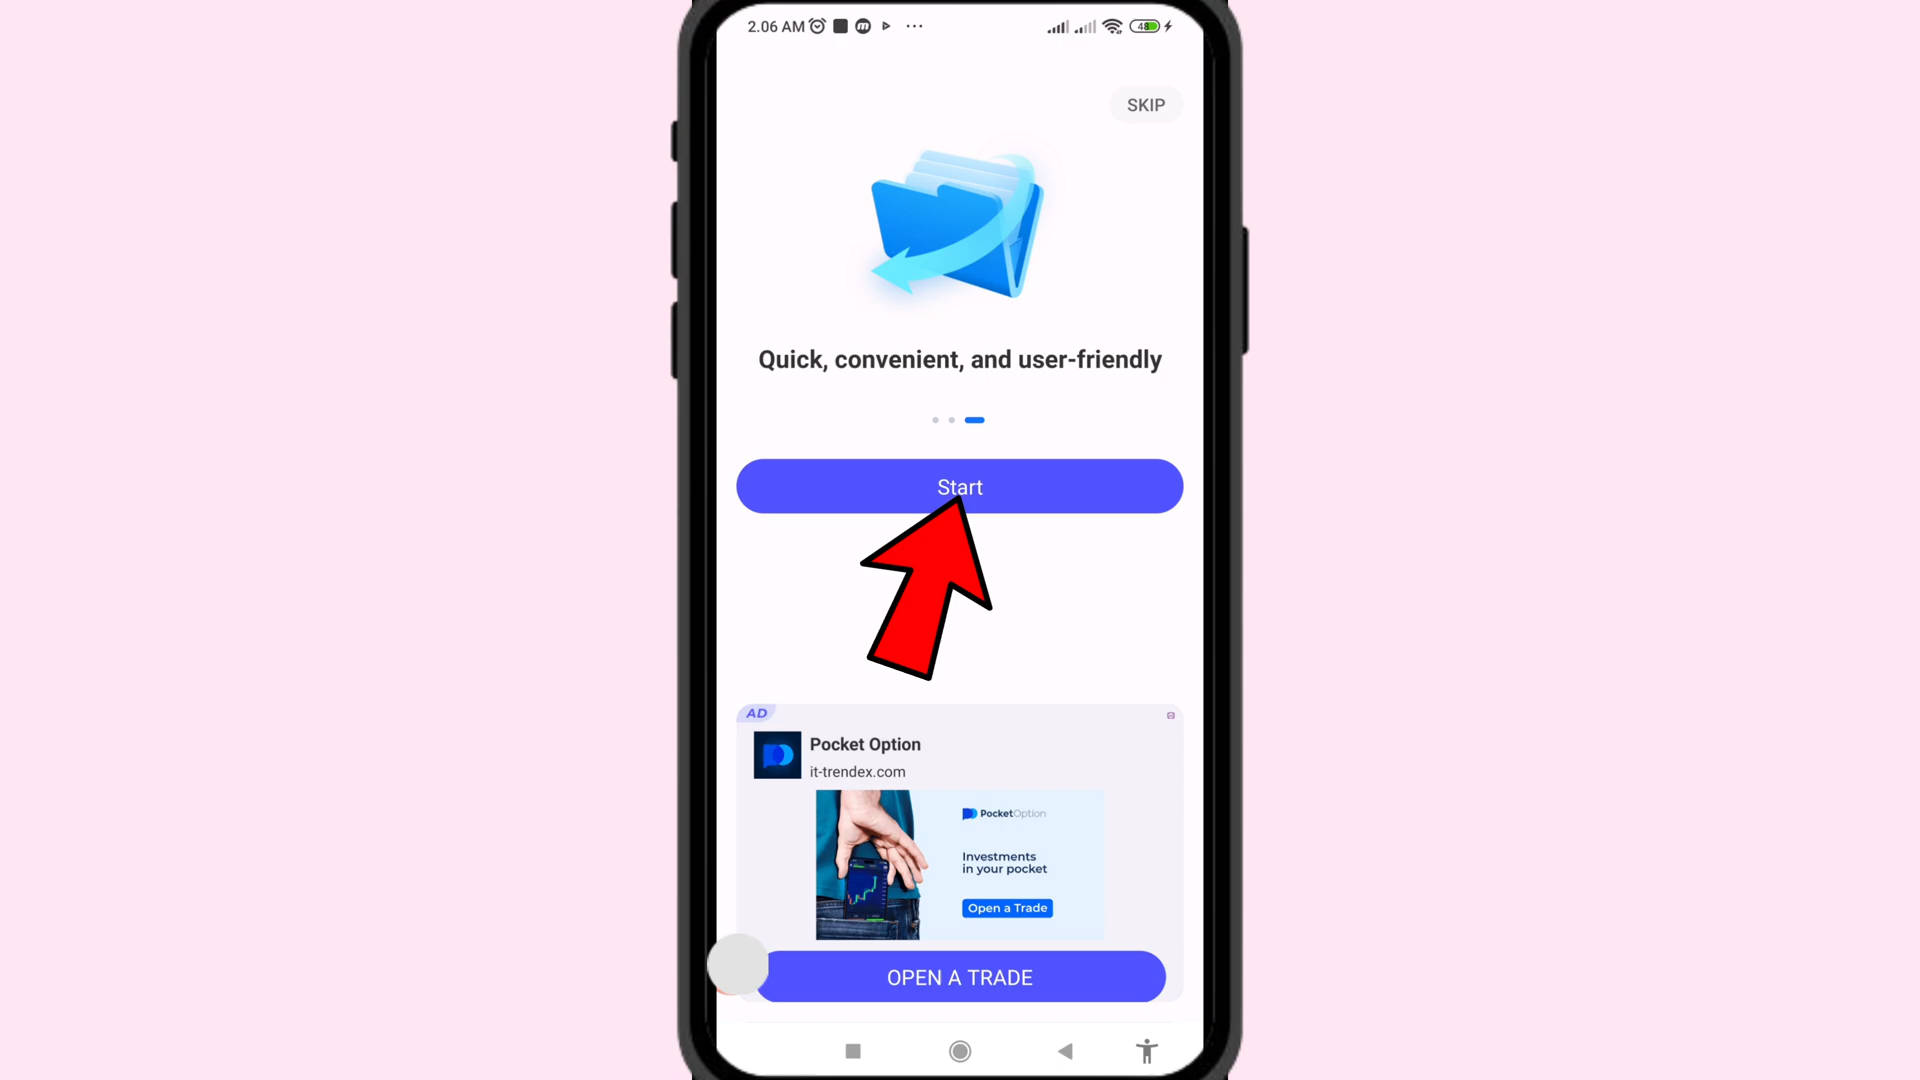 2.06 AM
48
SKIP
Quick, convenient, and user-friendly
Start
AD
Pocket Option
it-trendex.com
PocketOption
Investments
in your pocket
Open a Trade
OPEN A TRADE